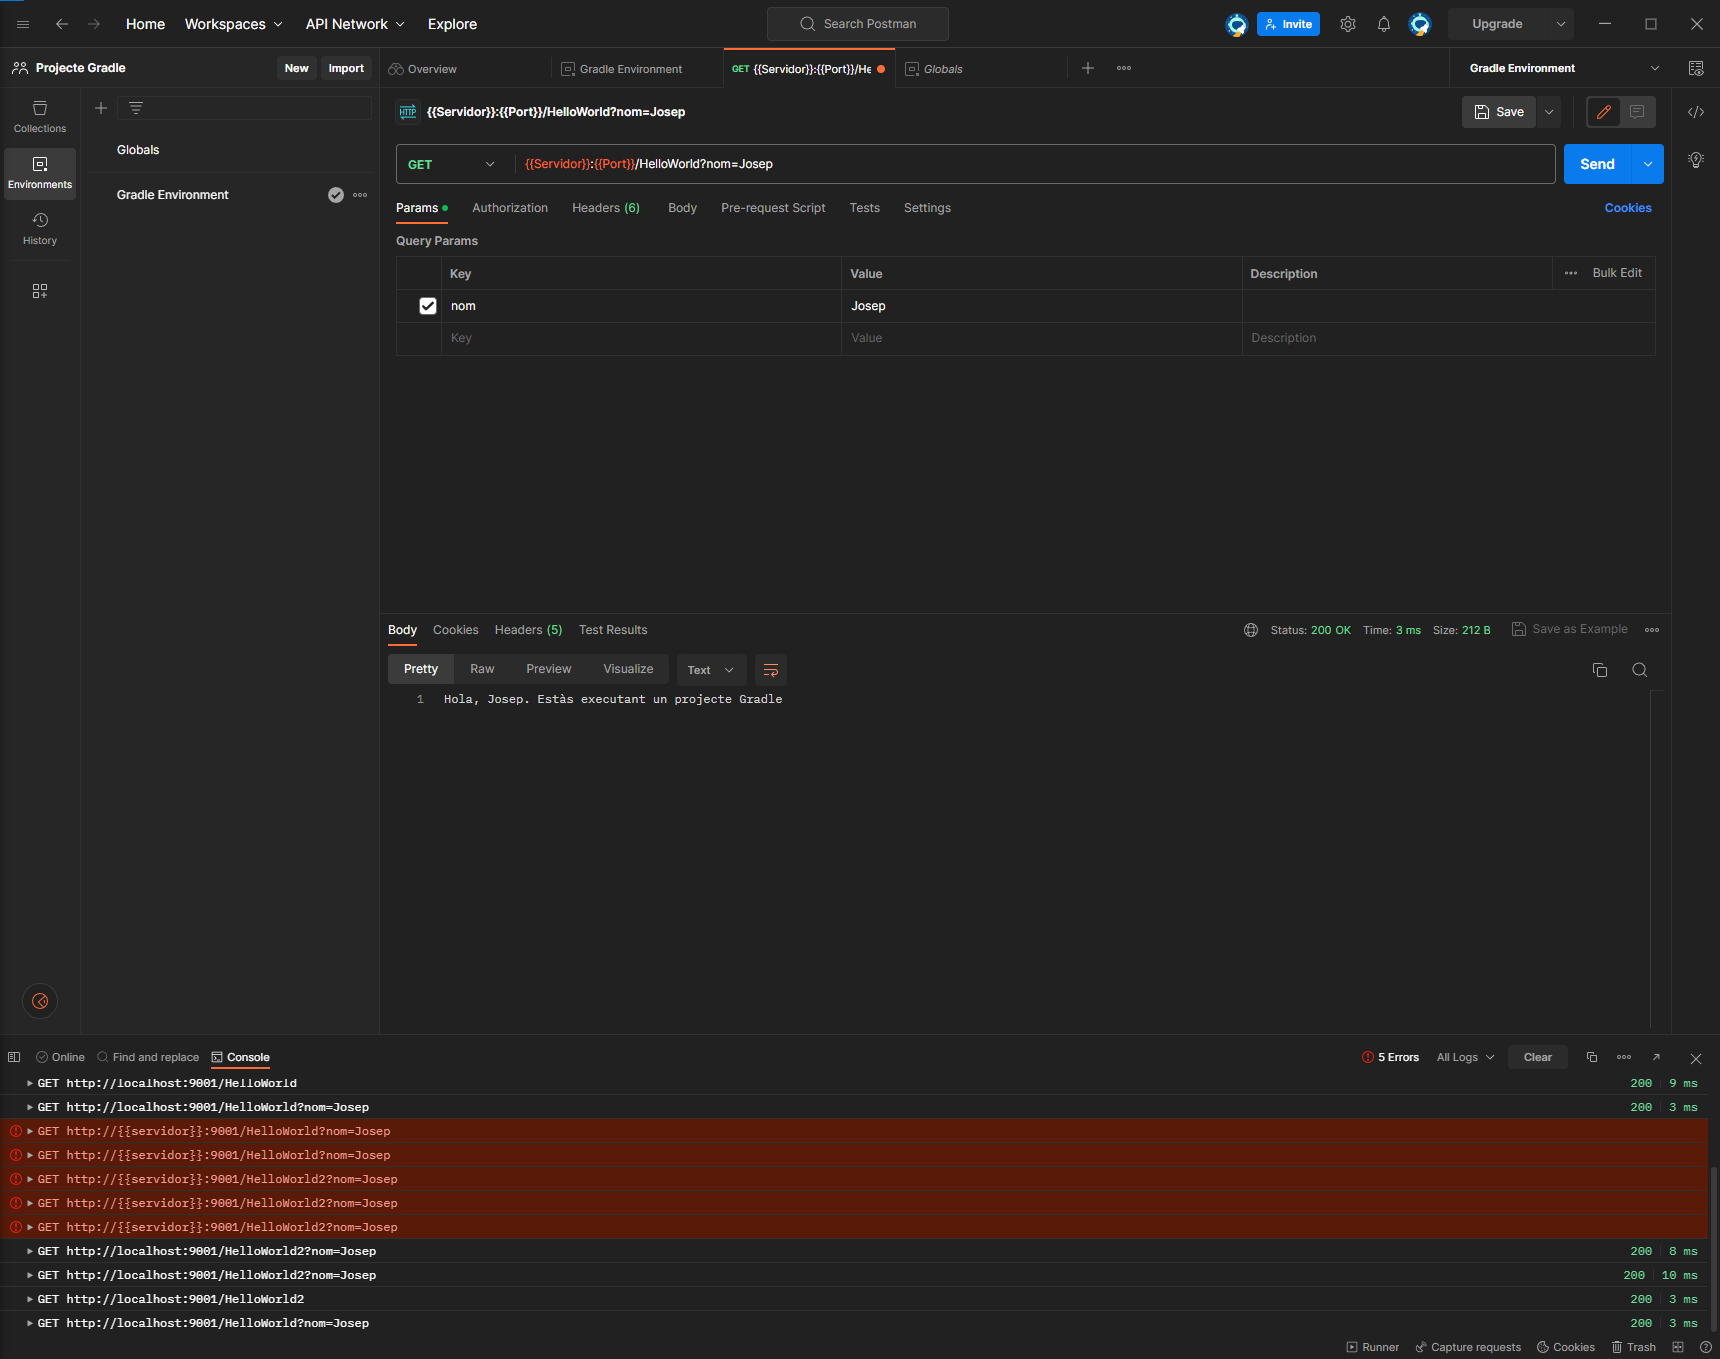 Home Workspaces API Network Explore Search Postman Invite Upgrade
Projecte Gradle New Import Overview Gradle Environment GET {{Servidor}}:{{Port}}/He Globals Gradle Environment
Collections
Environments
History
Globals
Gradle Environment
HTTP {{Servidor}}:{{Port}}/HelloWorld?nom=Josep Save
GET {{Servidor}}:{{Port}}/HelloWorld?nom=Josep Send
Params Authorization Headers (6) Body Pre-request Script Tests Settings Cookies
Query Params
Key Value Description Bulk Edit
nom Josep
Key Value Description
Body Cookies Headers (5) Test Results Status: 200 OK Time: 3 ms Size: 212 B Save as Example
Pretty Raw Preview Visualize Text
1 Hola, Josep. Estàs executant un projecte Gradle
Online Find and replace Console 5 Errors All Logs Clear
GET http://localhost:9001/HelloWorld 200 9 ms
GET http://localhost:9001/HelloWorld?nom=Josep 200 3 ms
GET http://{{servidor}}:9001/HelloWorld?nom=Josep
GET http://{{servidor}}:9001/HelloWorld?nom=Josep
GET http://{{servidor}}:9001/HelloWorld2?nom=Josep
GET http://{{servidor}}:9001/HelloWorld2?nom=Josep
GET http://{{servidor}}:9001/HelloWorld2?nom=Josep
GET http://localhost:9001/HelloWorld2?nom=Josep 200 8 ms
GET http://localhost:9001/HelloWorld2?nom=Josep 200 10 ms
GET http://localhost:9001/HelloWorld2 200 3 ms
GET http://localhost:9001/HelloWorld?nom=Josep 200 3 ms
Runner Capture requests Cookies Trash